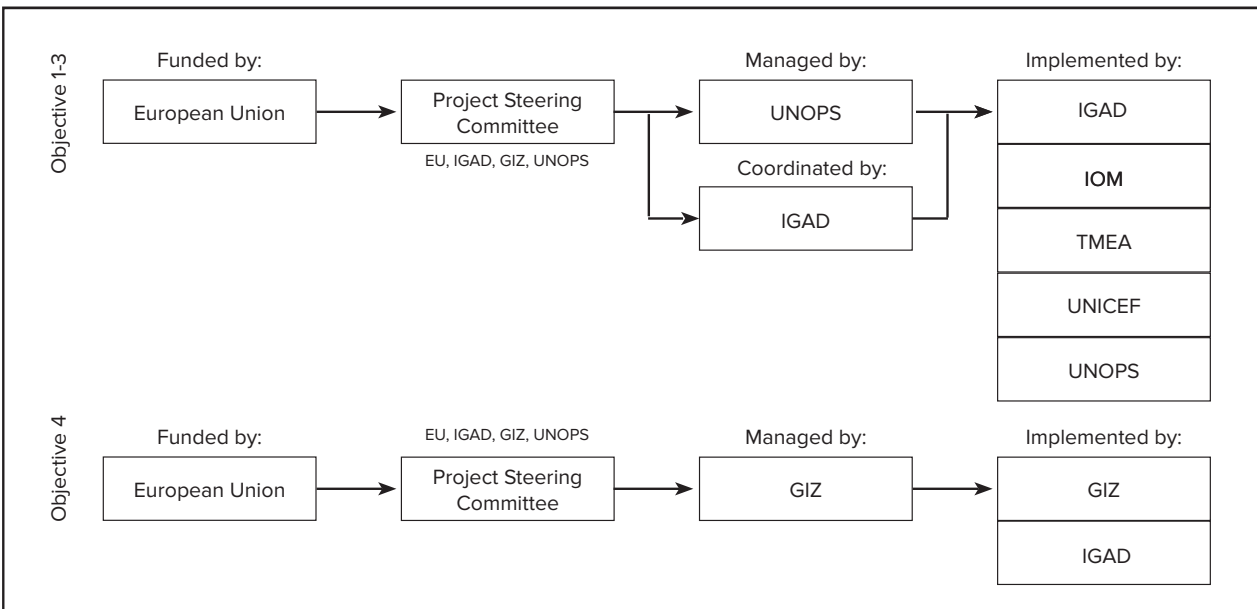 Objective 1-3
Funded by:
European Union
Project Steering
Committee
EU, IGAD, GIZ, UNOPS
Managed by:
UNOPS
Coordinated by:
IGAD
Implemented by:
IGAD
IOM
TMEA
UNICEF
UNOPS
Objective 4
Funded by:
European Union
EU, IGAD, GIZ, UNOPS
Project Steering
Committee
Managed by:
GIZ
Implemented by:
GIZ
IGAD